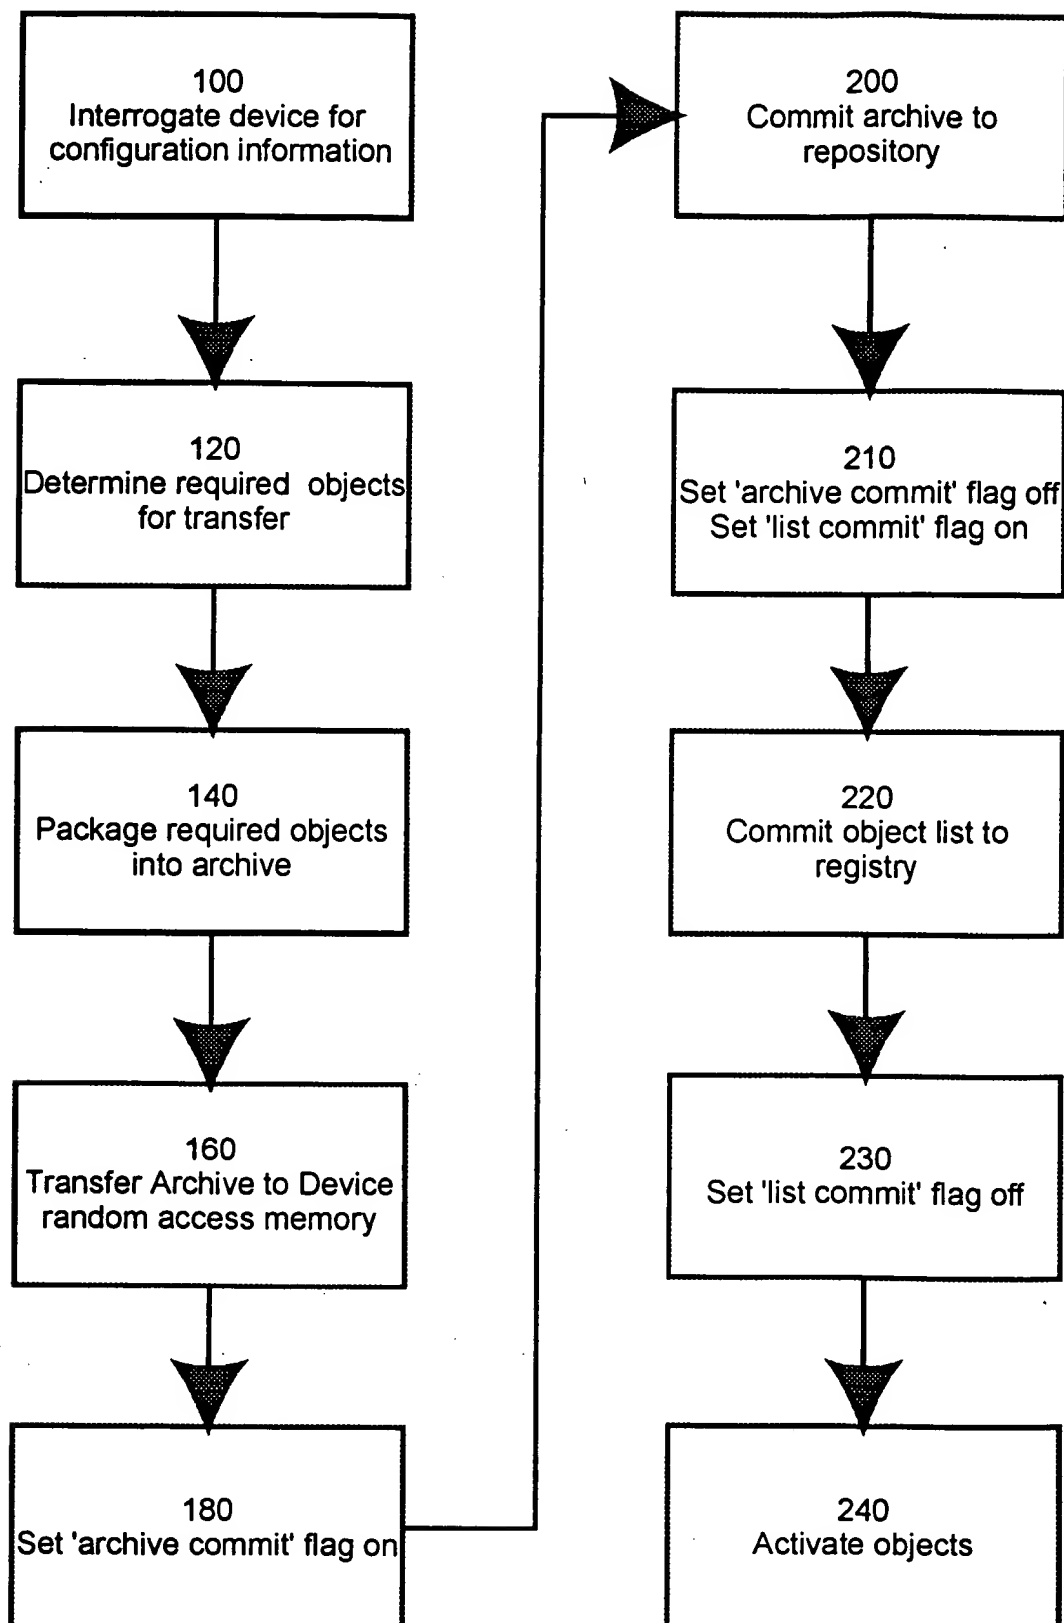 100
Interrogate device for
configuration information
120
Determine required objects
for transfer
140
Package required objects
into archive
160
Transfer Archive to Device
random access memory
180
Set 'archive commit' flag on
200
Commit archive to
repository
210
Set 'archive commit' flag off
Set 'list commit' flag on
220
Commit object list to
registry
230
Set 'list commit' flag off
240
Activate objects